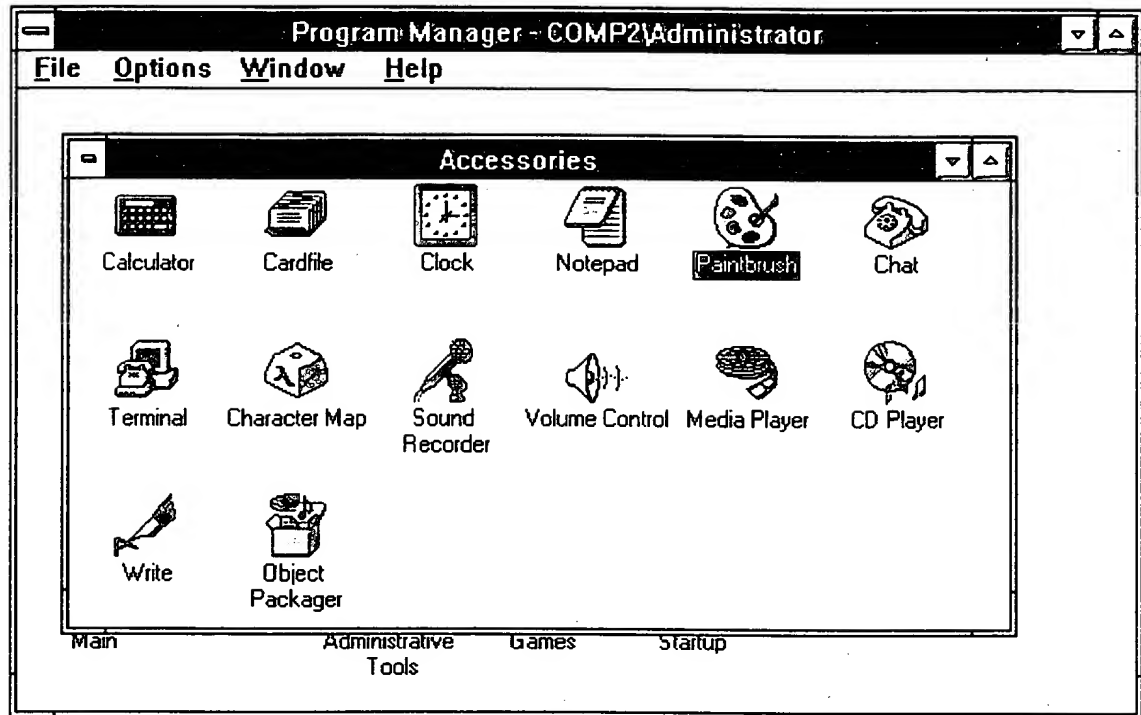 Program Manager - COMP2\Administrator
File Options Window Help
Accessories
Calculator Cardfile Clock Notepad Paintbrush Chat
Terminal Character Map Sound Recorder Volume Control Media Player CD Player
Write Object Packager
Main Administrative Tools Games Startup